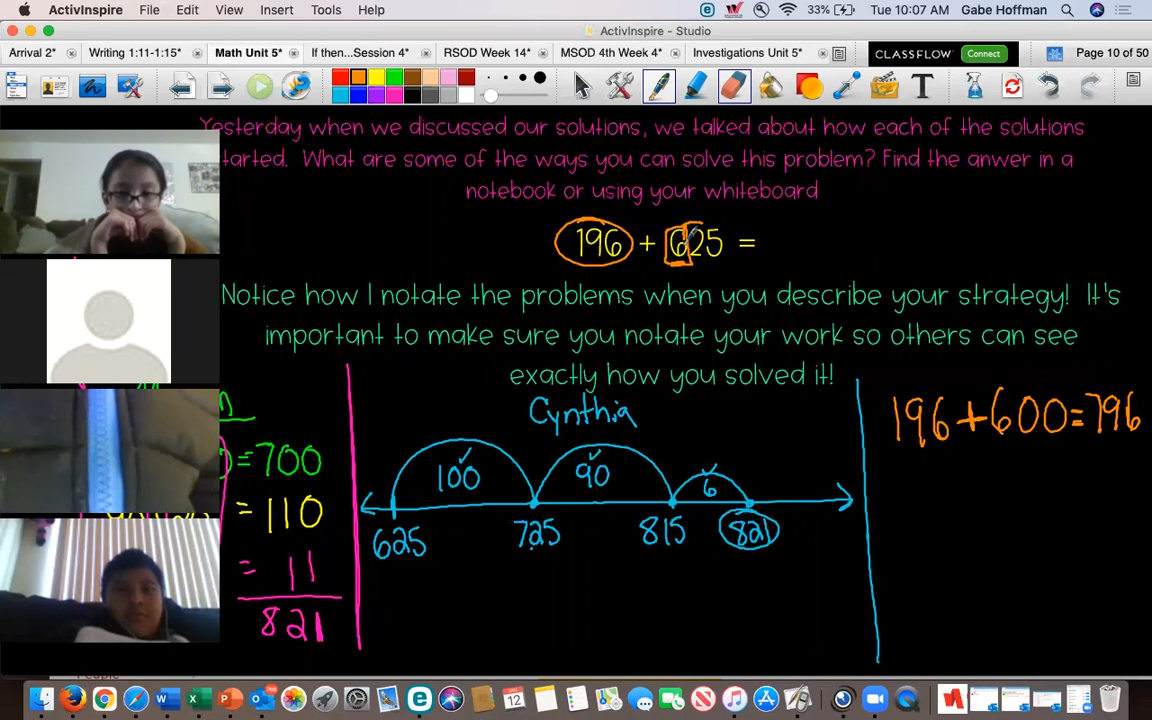 ActivInspire File Edit View Insert Tools Help 33% Tue 10:07 AM Gabe Hoffman
ActivInspire - Studio
Arrival 2* Writing 1:11-1:15* Math Unit 5* If then...Session 4* RSOD Week 14* MSOD 4th Week 4* Investigations Unit 5* CLASSFLOW Connect Page 10 of 50
Yesterday when we discussed our solutions, we talked about how each of the solutions
tarted. What are some of the ways you can solve this problem? Find the anwer in a
notebook or using your whiteboard
196 + 625 =
Notice how I notate the problems when you describe your strategy! It's
important to make sure you notate your work so others can see
exactly how you solved it!
= 700
= 110
= 11
821
Cynthia
100 90 6
625 725 815 821
196+600=796